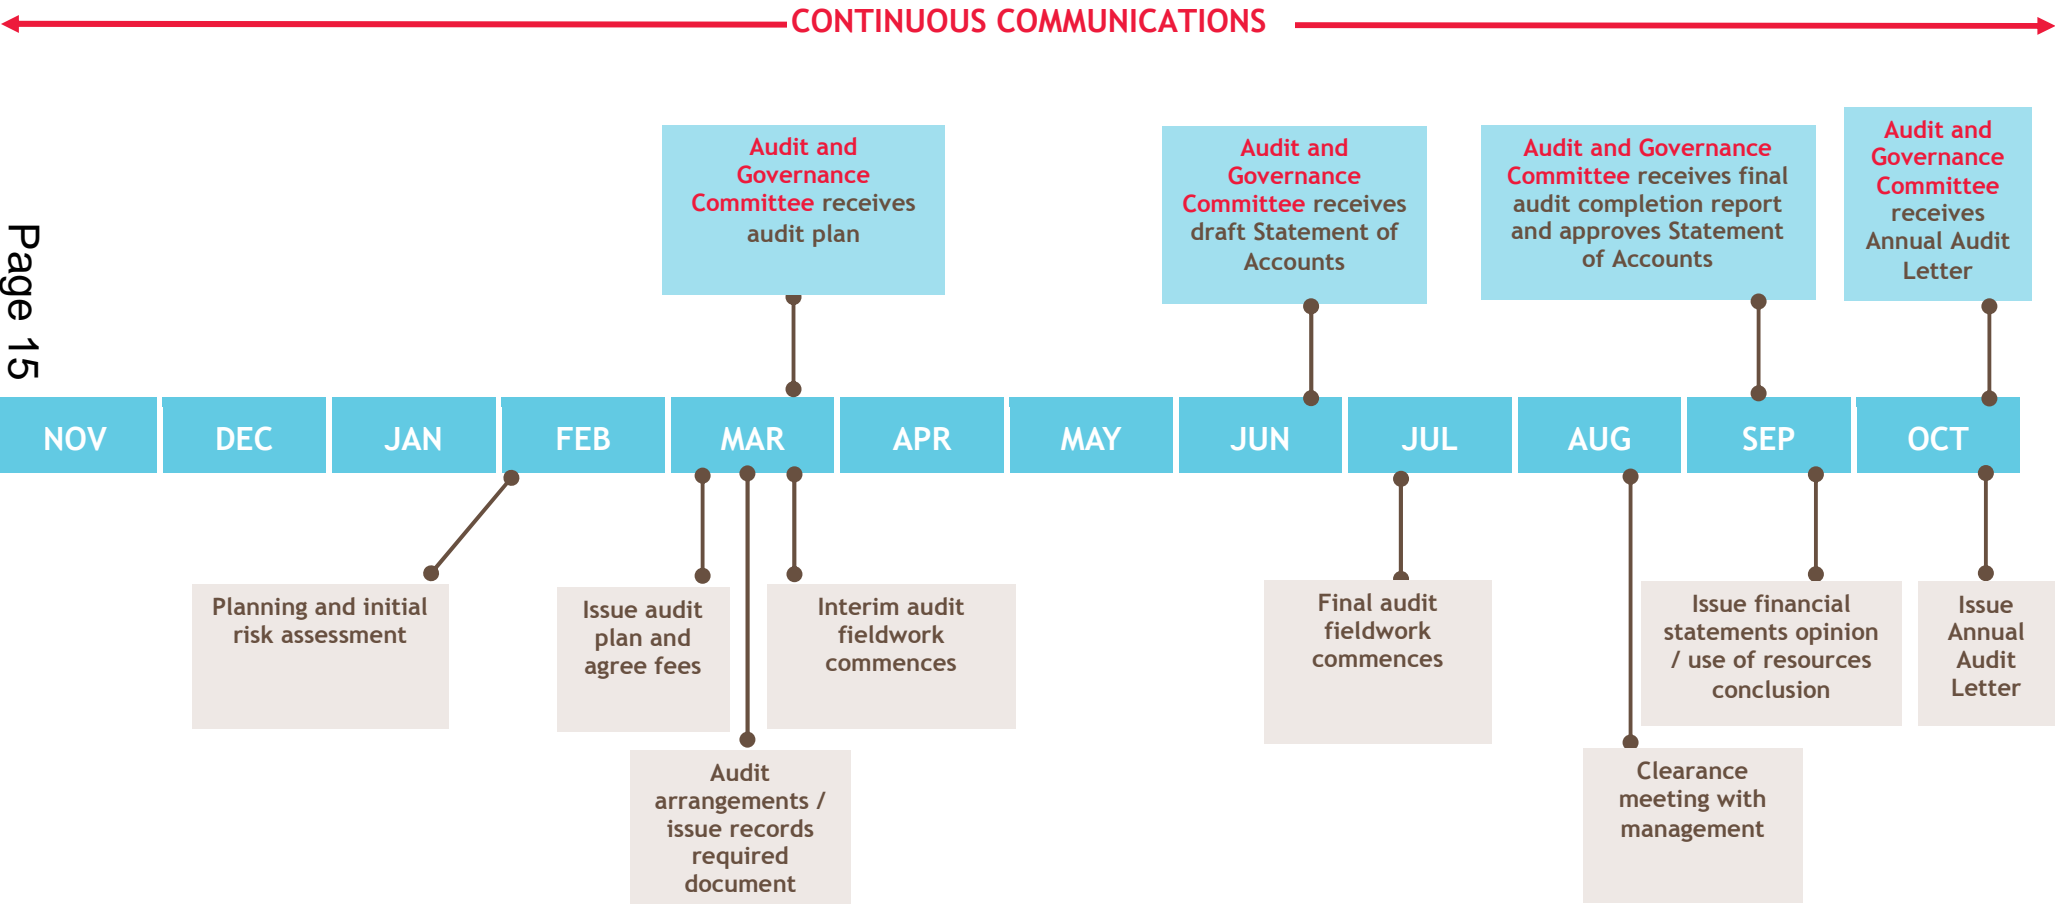 CONTINUOUS COMMUNICATIONS
Audit and
Governance
Committee receives
audit plan
Audit and
Governance
Committee receives
draft Statement of
Accounts
Audit and Governance
Committee receives final
audit completion report
and approves Statement
of Accounts
Audit and
Governance
Committee
receives
Annual Audit
Letter
Page 15
NOV DEC JAN FEB MAR APR MAY JUN JUL AUG SEP OCT
Planning and initial
risk assessment
Issue audit
plan and
agree fees
Interim audit
fieldwork
commences
Final audit
fieldwork
commences
Issue financial
statements opinion
/ use of resources
conclusion
Issue
Annual
Audit
Letter
Audit
arrangements /
issue records
required
document
Clearance
meeting with
management